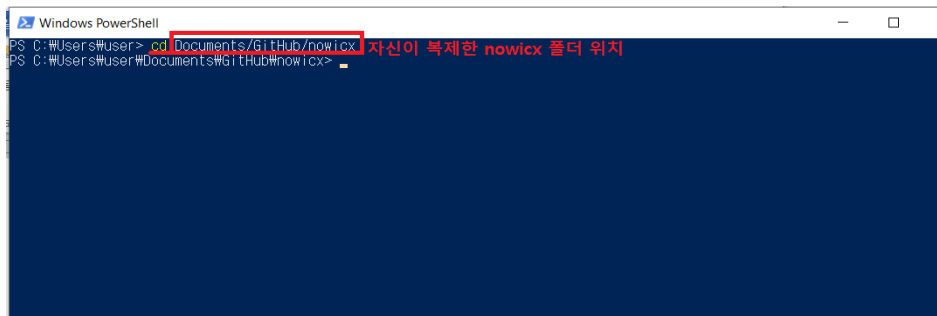 Windows PowerShell
PS C:₩Users₩user> cd Documents/GitHub/nowicx 자신이 복제한 nowicx 폴더 위치
PS C:₩Users₩user₩Documents₩GitHub₩nowicx>